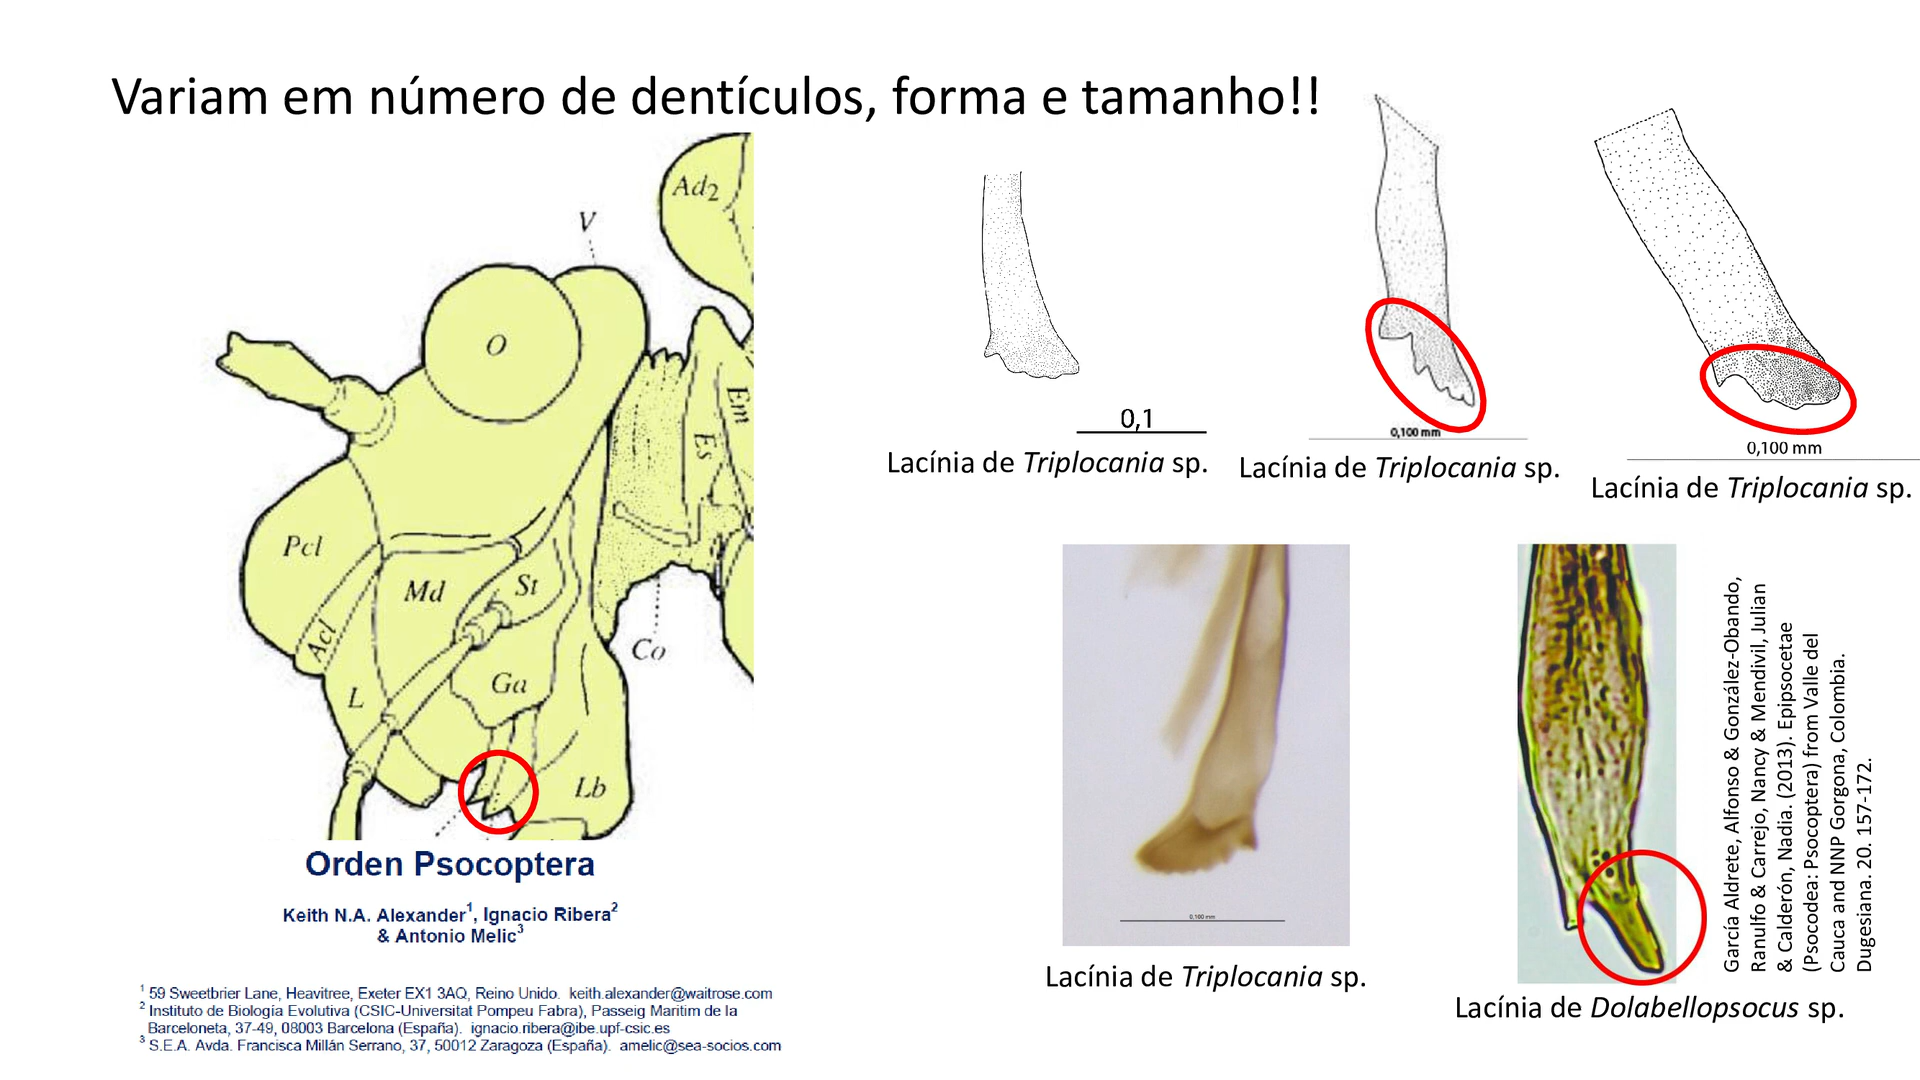 Variam em número de dentículos, forma e tamanho!!
Ad2
V
O
Em
Es
Pcl
Md
St
Acl
Co
L
Ga
Lb
Orden Psocoptera
Keith N.A. Alexander1, Ignacio Ribera2
& Antonio Melic3
1 59 Sweetbrier Lane, Heavitree, Exeter EX1 3AQ, Reino Unido. keith.alexander@waitrose.com
2 Instituto de Biología Evolutiva (CSIC-Universitat Pompeu Fabra), Passeig Maritim de la
Barceloneta, 37-49, 08003 Barcelona (España). ignacio.ribera@ibe.upf-csic.es
3 S.E.A. Avda. Francisca Millán Serrano, 37, 50012 Zaragoza (España). amelic@sea-socios.com
0,1
Lacínia de Triplocania sp.
0,100 mm
Lacínia de Triplocania sp.
0,100 mm
Lacínia de Triplocania sp.
0,100 mm
Lacínia de Triplocania sp.
Lacínia de Dolabellopsocus sp.
García Aldrete, Alfonso & González-Obando,
Ranulfo & Carrejo, Nancy & Mendivil, Julian
& Calderón, Nadia. (2013). Epipsocetae
(Psocodea: Psocoptera) from Valle del
Cauca and NNP Gorgona, Colombia.
Dugesiana. 20. 157-172.